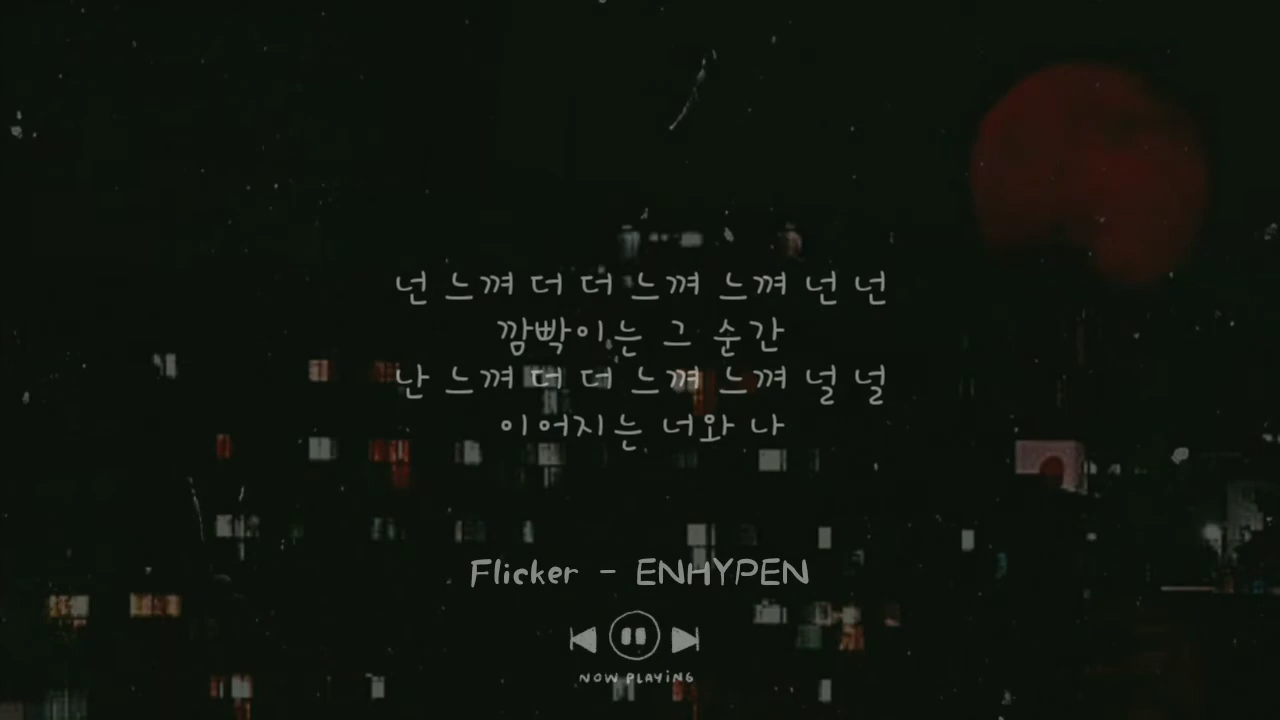 넌 느껴 더 더 느껴 느껴 넌 넌
깜빡이는 그 순간
난 느껴 더 더 느껴 느껴 널 널
이어지는 너와 나
Flicker - ENHYPEN
NOW PLAYiNG